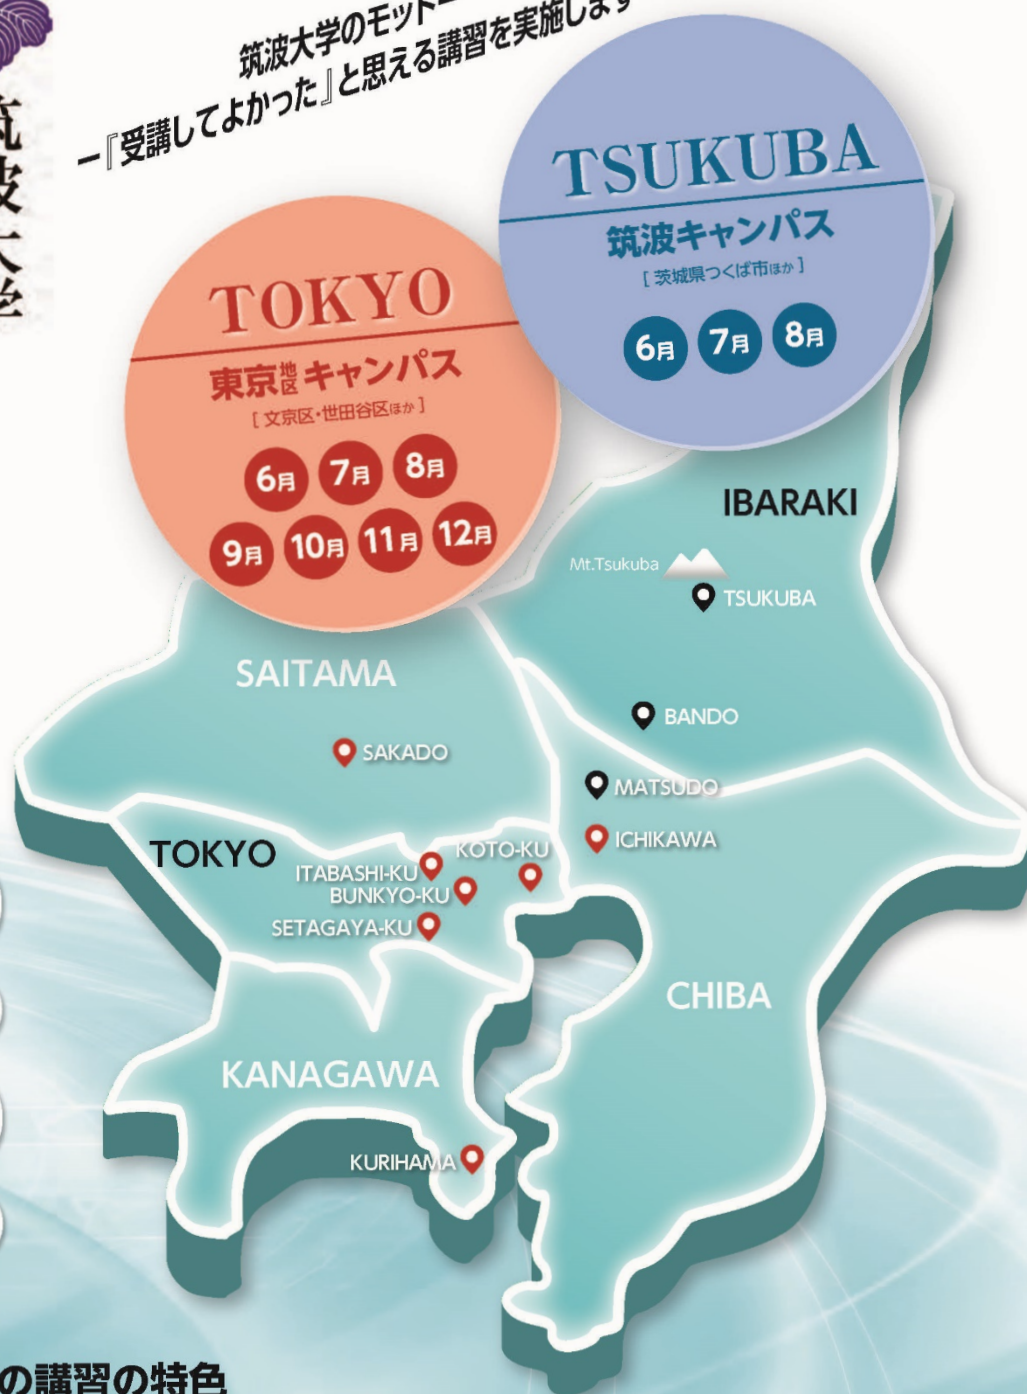 筑波大学のモットー
ー『受講してよかった』と思える講習を実施します
筑波大学
TSUKUBA
筑波キャンパス
[ 茨城県つくば市ほか ]
6月 7月 8月
TOKYO
東京地区キャンパス
[ 文京区・世田谷区ほか ]
6月 7月 8月
9月 10月 11月 12月
IBARAKI
Mt.Tsukuba
TSUKUBA
SAITAMA
BANDO
SAKADO
MATSUDO
ICHIKAWA
TOKYO
KOTO-KU
ITABASHI-KU
BUNKYO-KU
SETAGAYA-KU
CHIBA
KANAGAWA
KURIHAMA
の講習の特色